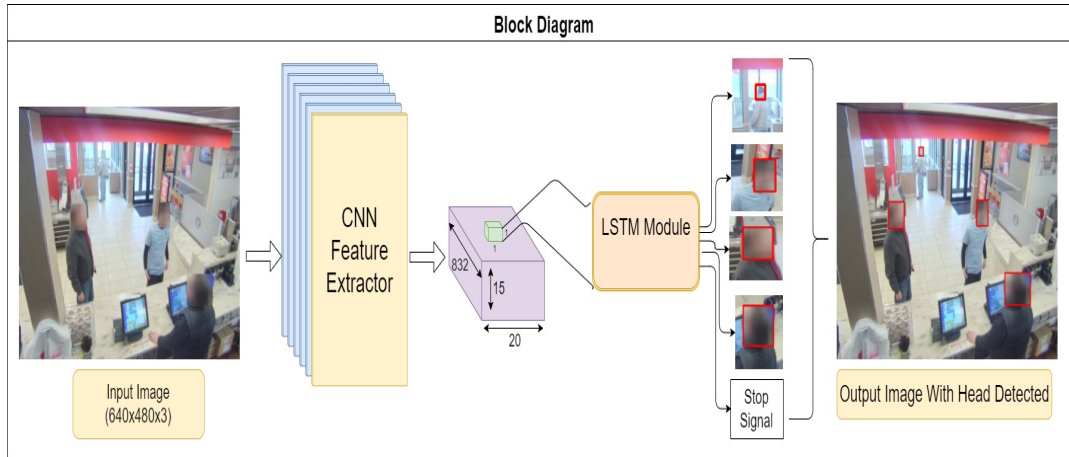 Block Diagram
Input Image
(640x480x3)
CNN
Feature
Extractor
832
15
20
1
1
LSTM Module
Stop
Signal
Output Image With Head Detected